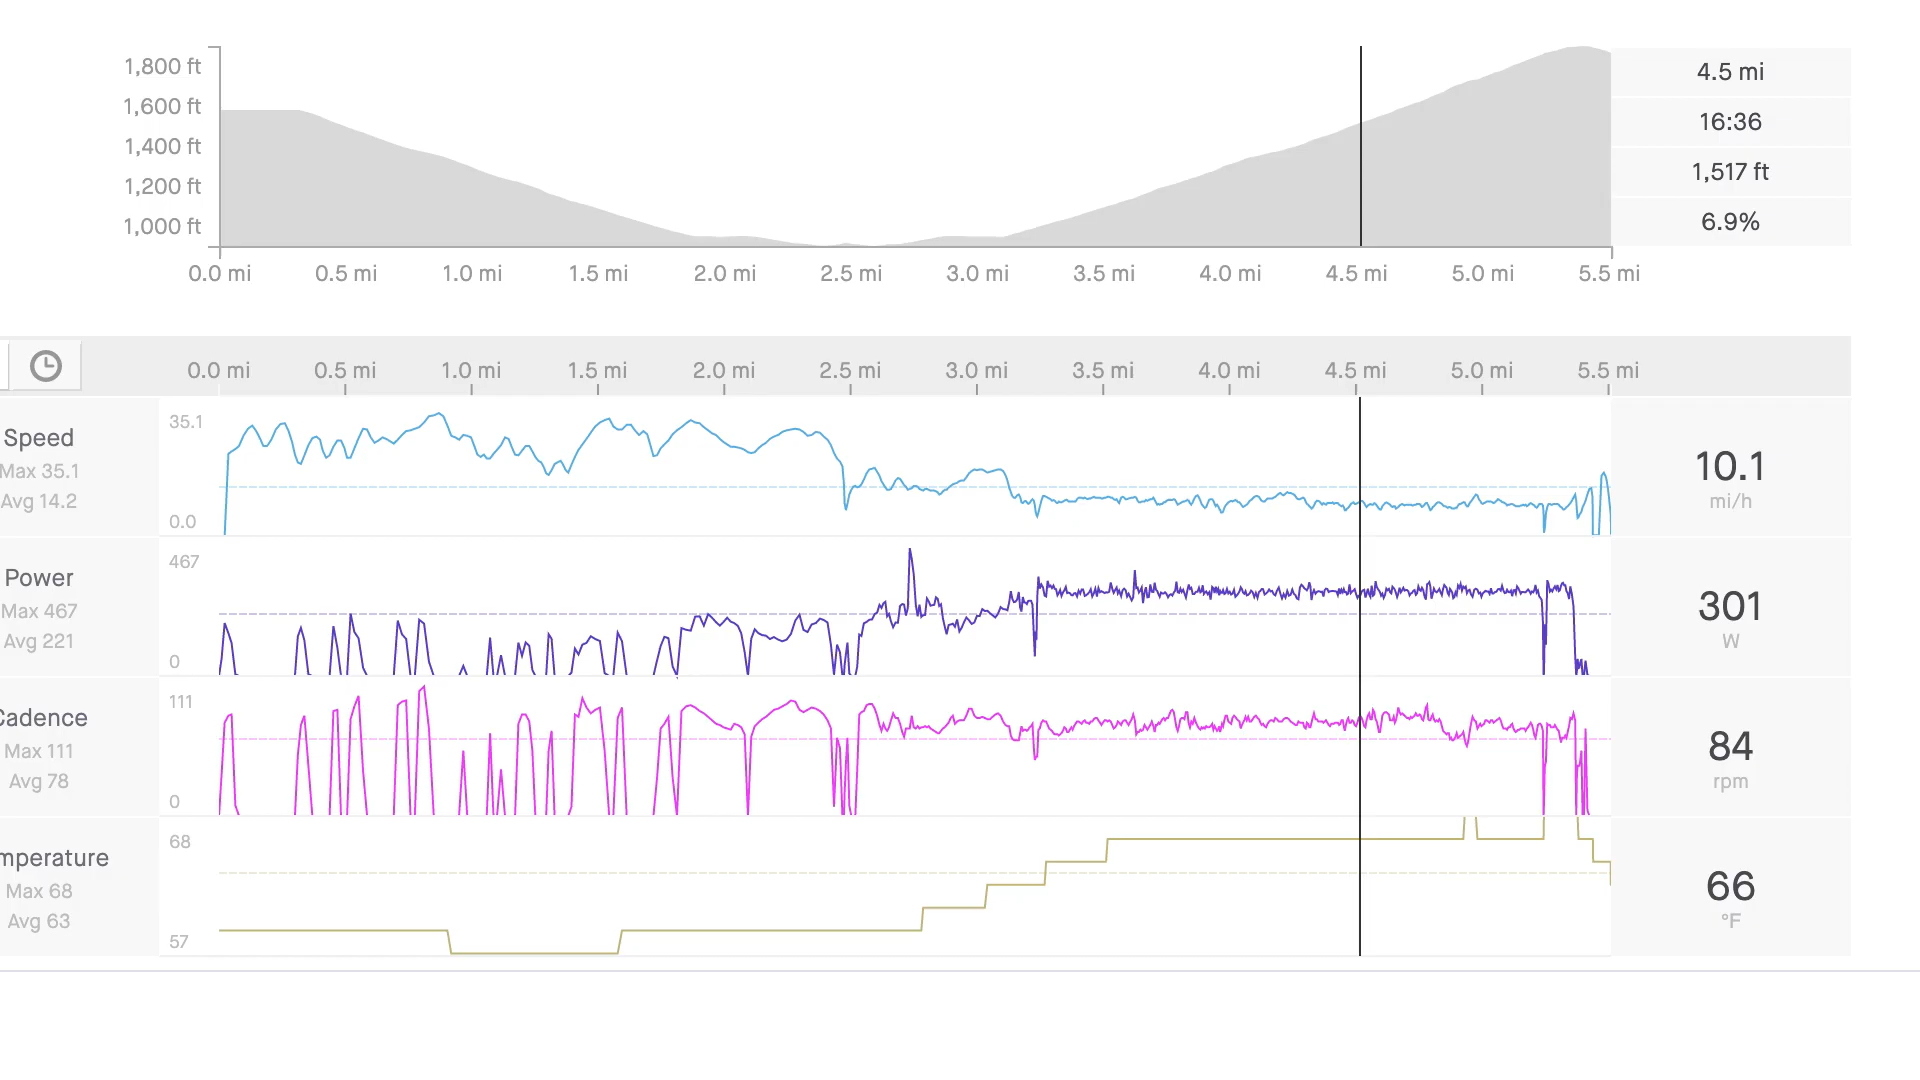 1,800 ft
1,600 ft
1,400 ft
1,200 ft
1,000 ft
0.0 mi 0.5 mi 1.0 mi 1.5 mi 2.0 mi 2.5 mi 3.0 mi 3.5 mi 4.0 mi 4.5 mi 5.0 mi 5.5 mi
4.5 mi
16:36
1,517 ft
6.9%
0.0 mi 0.5 mi 1.0 mi 1.5 mi 2.0 mi 2.5 mi 3.0 mi 3.5 mi 4.0 mi 4.5 mi 5.0 mi 5.5 mi
Speed
Max 35.1
Avg 14.2
35.1
0.0
10.1
mi/h
Power
Max 467
Avg 221
467
0
301
W
Cadence
Max 111
Avg 78
111
0
84
rpm
mperature
Max 68
Avg 63
68
57
66
°F